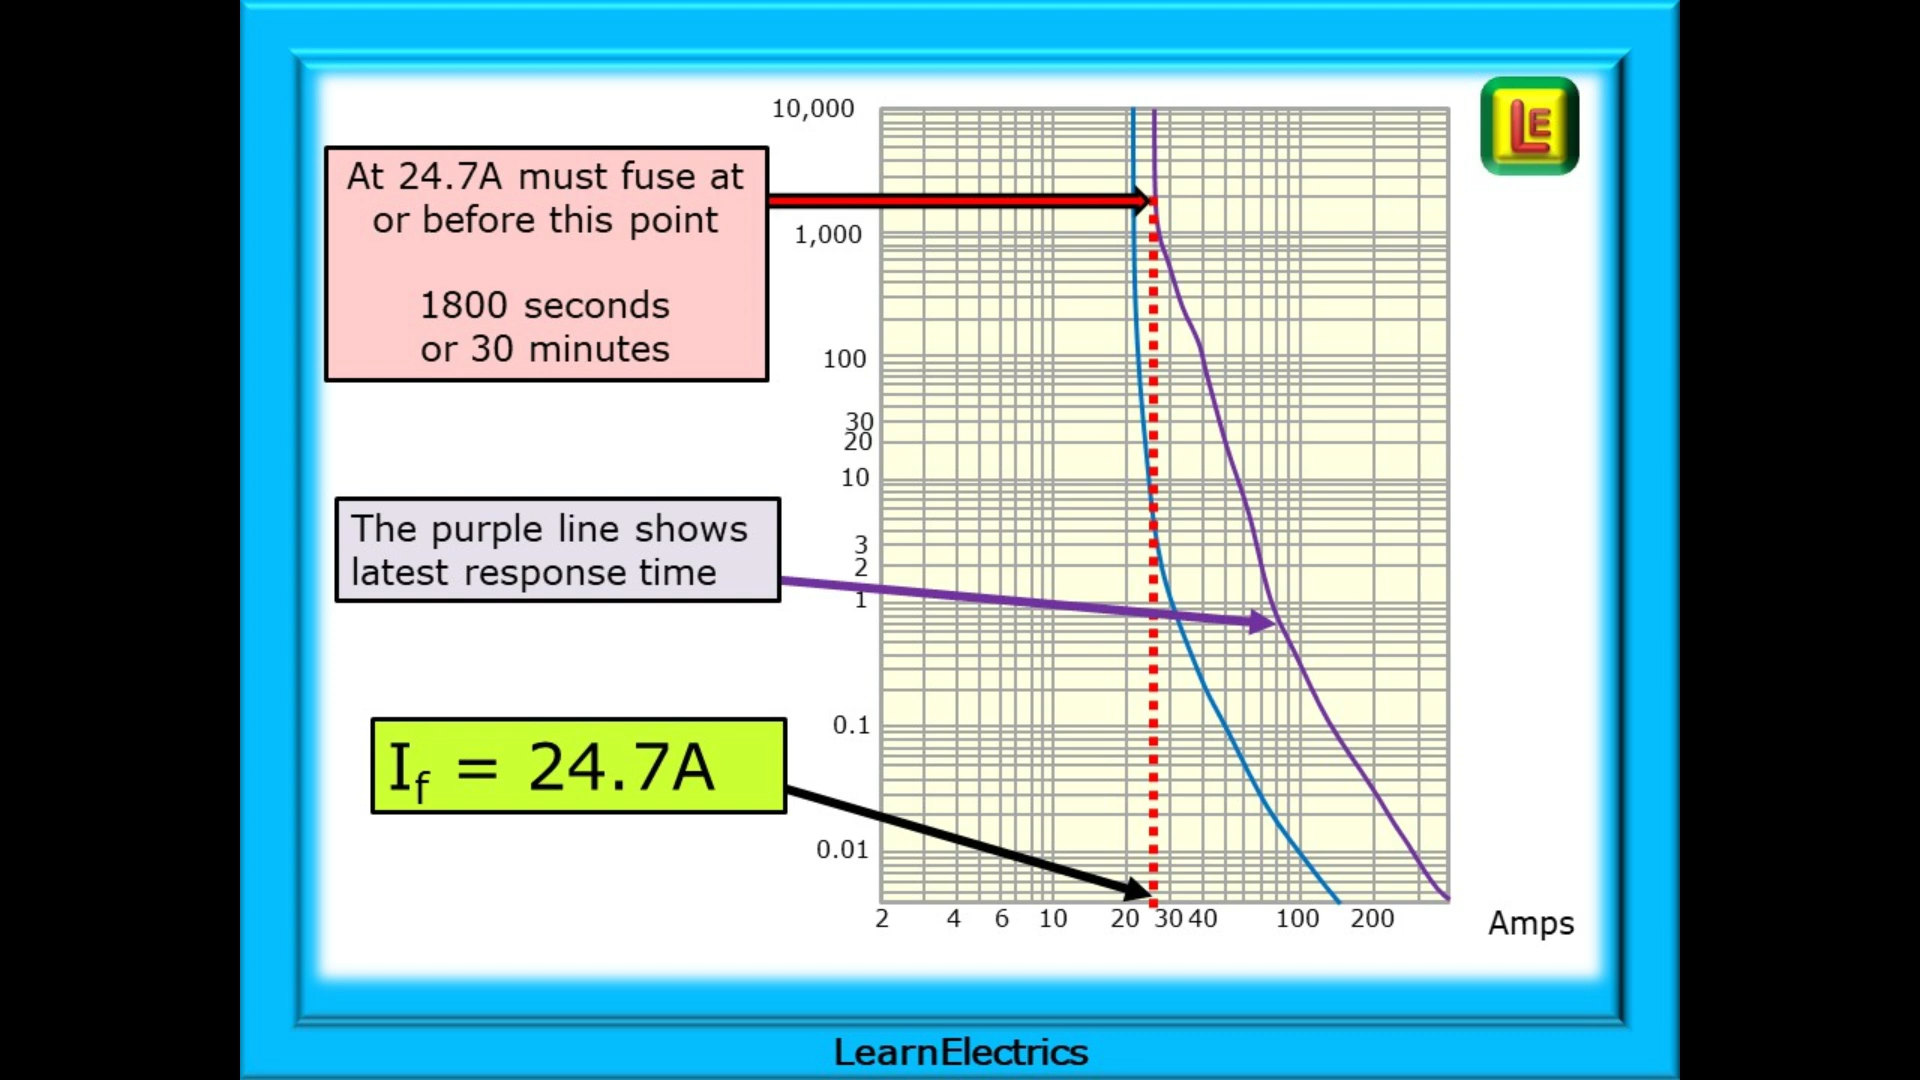 10,000
LE
At 24.7A must fuse at
or before this point
1,000
1800 seconds
or 30 minutes
100
30
20
10
The purple line shows
latest response time
3
2
1
If = 24.7A
0.1
0.01
2 4 6 10 20 30 40 100 200
Amps
LearnElectrics